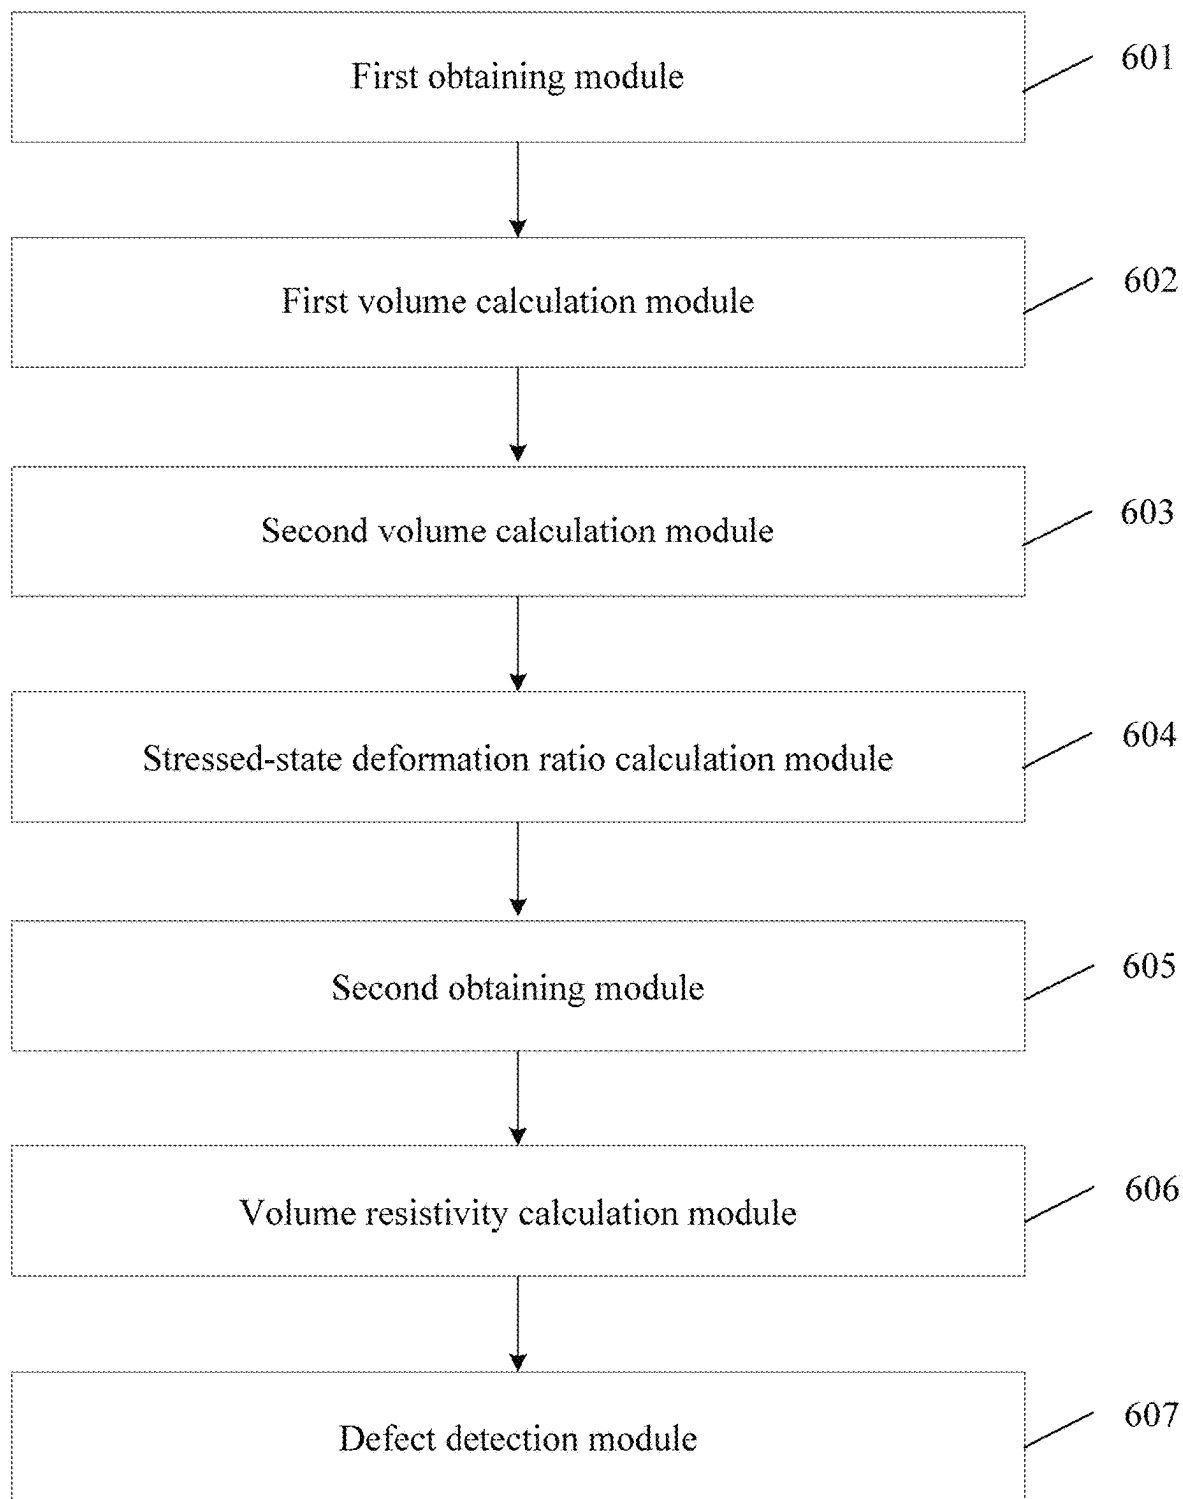 First obtaining module
601
First volume calculation module
602
Second volume calculation module
603
Stressed-state deformation ratio calculation module
604
Second obtaining module
605
Volume resistivity calculation module
606
Defect detection module
607